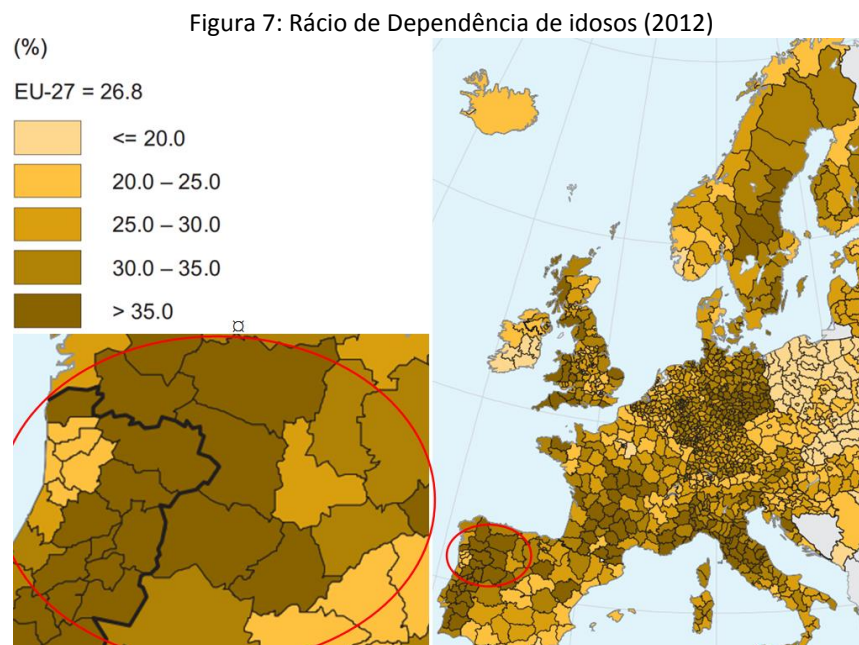 Figura 7: Rácio de Dependência de idosos (2012)
(%)
EU-27 = 26.8
<= 20.0
20.0 – 25.0
25.0 – 30.0
30.0 – 35.0
> 35.0
¤